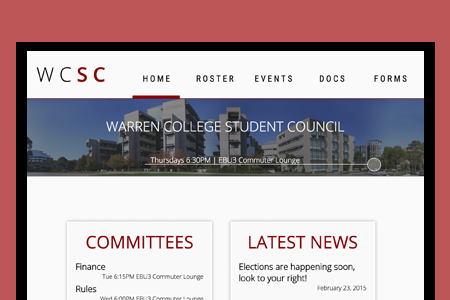 WCSC HOME ROSTER EVENTS DOCS FORMS
WARREN COLLEGE STUDENT COUNCIL
Thursdays 6:30PM | EBU3 Commuter Lounge
COMMITTEES
Finance
Tue 6:15PM EBU3 Commuter Lounge
Rules
Wed 6:00PM EBU3 Commuter Lounge
LATEST NEWS
Elections are happening soon,
look to your right!
February 23, 2015